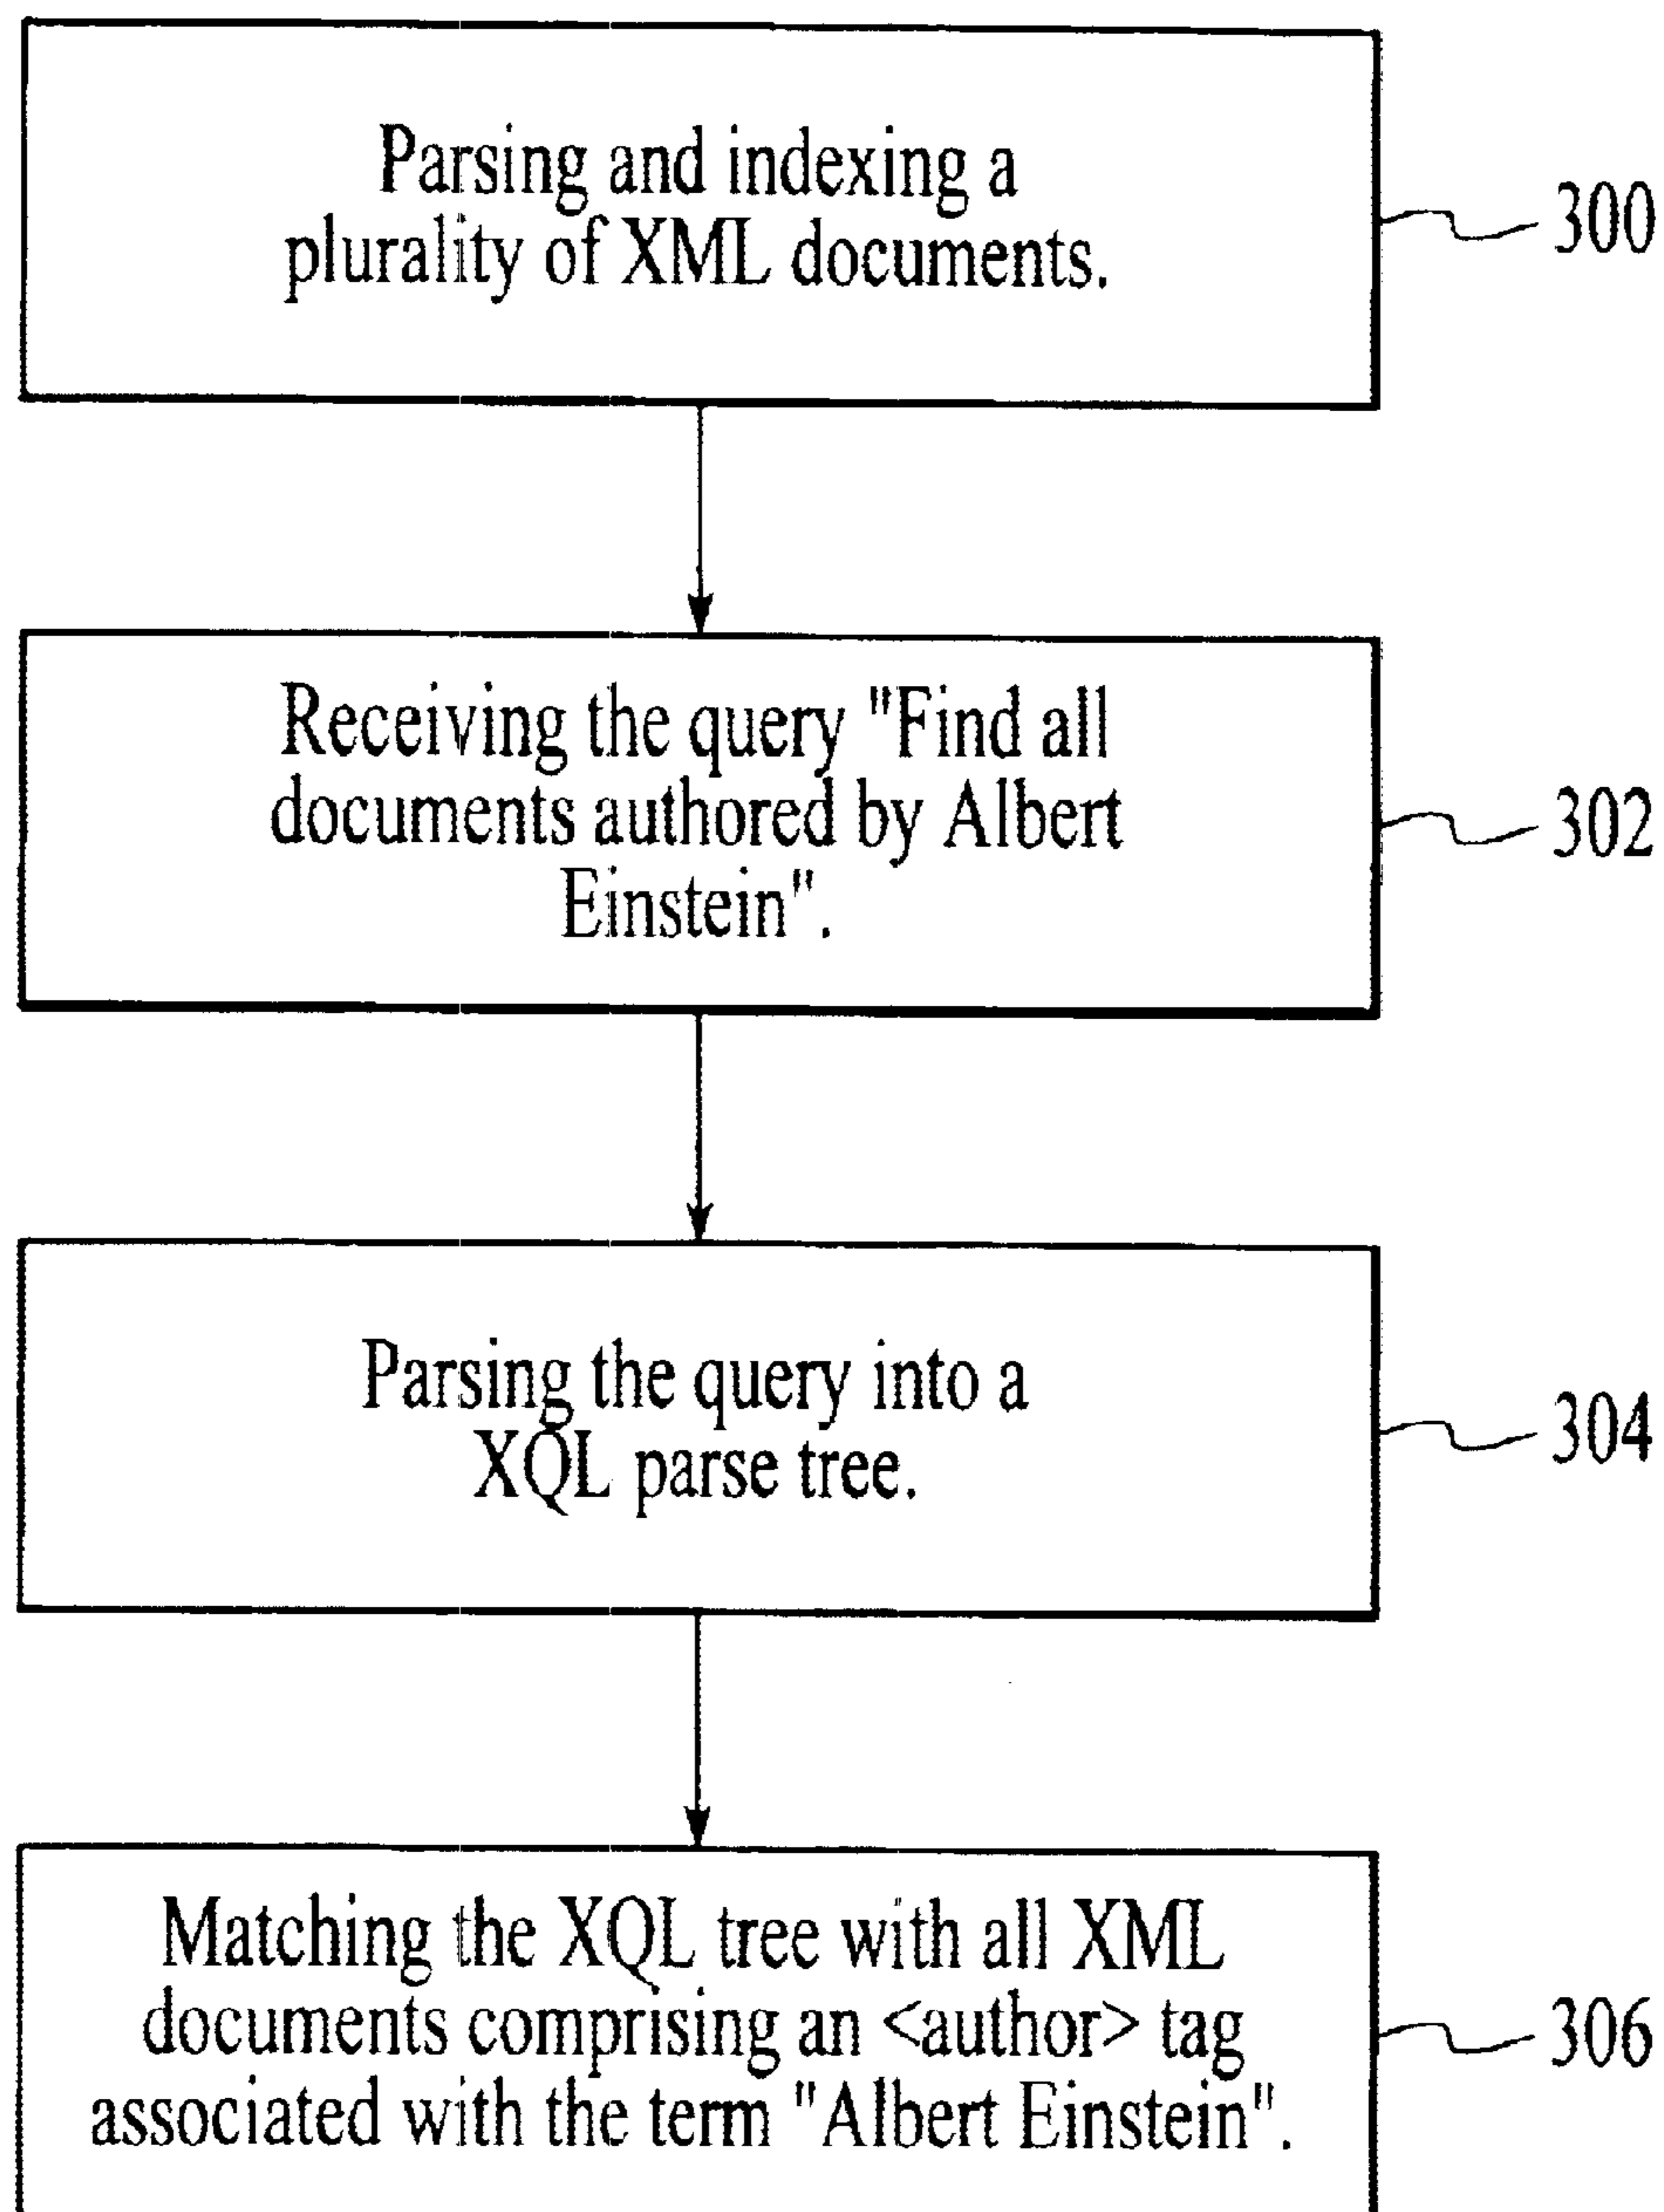 Parsing and indexing a
plurality of XML documents.
300
Receiving the query "Find all
documents authored by Albert
Einstein".
302
Parsing the query into a
XQL parse tree.
304
Matching the XQL tree with all XML
documents comprising an <author> tag
associated with the term "Albert Einstein".
306